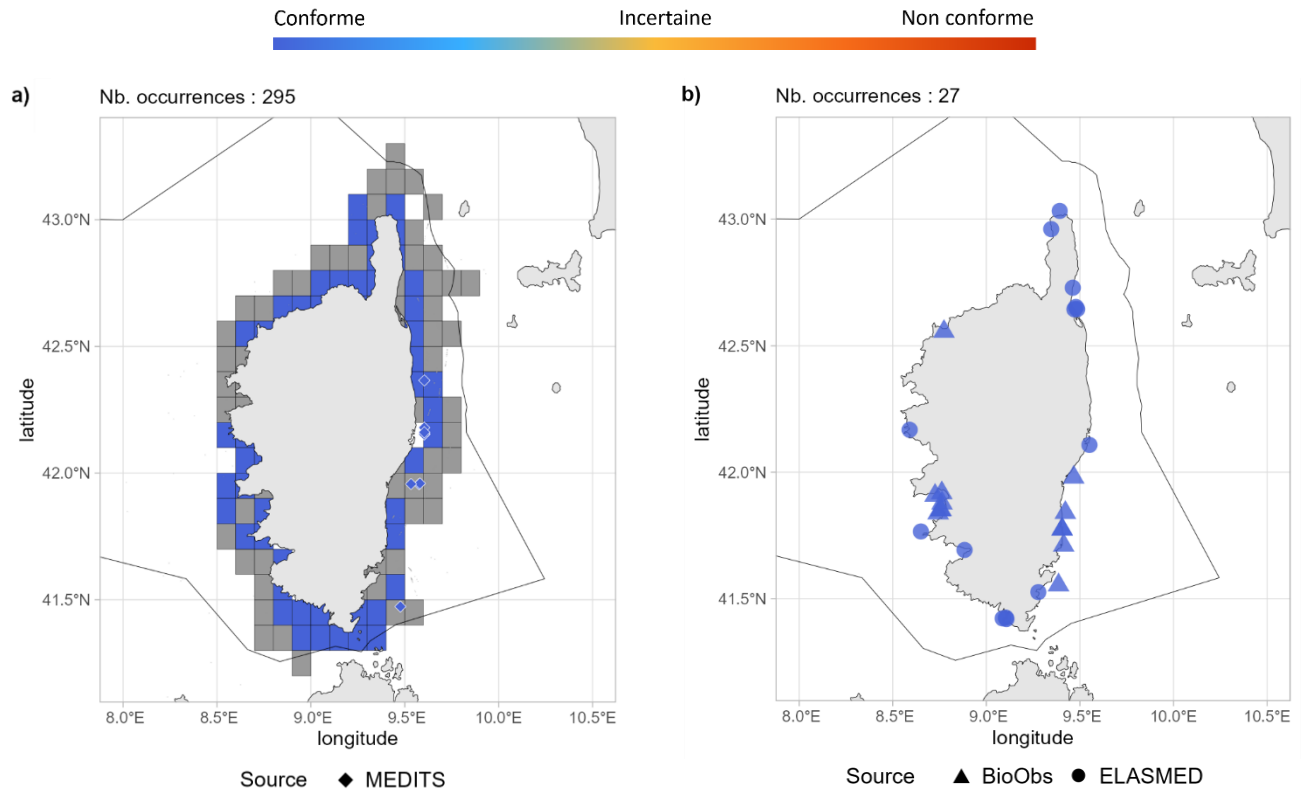 Conforme Incertaine Non conforme
a) Nb. occurrences : 295
43.0°N
42.5°N
42.0°N
41.5°N
latitude
8.0°E 8.5°E 9.0°E 9.5°E 10.0°E 10.5°E
longitude
Source MEDITS
b) Nb. occurrences : 27
43.0°N
42.5°N
42.0°N
41.5°N
latitude
8.0°E 8.5°E 9.0°E 9.5°E 10.0°E 10.5°E
longitude
Source BioObs ELASMED